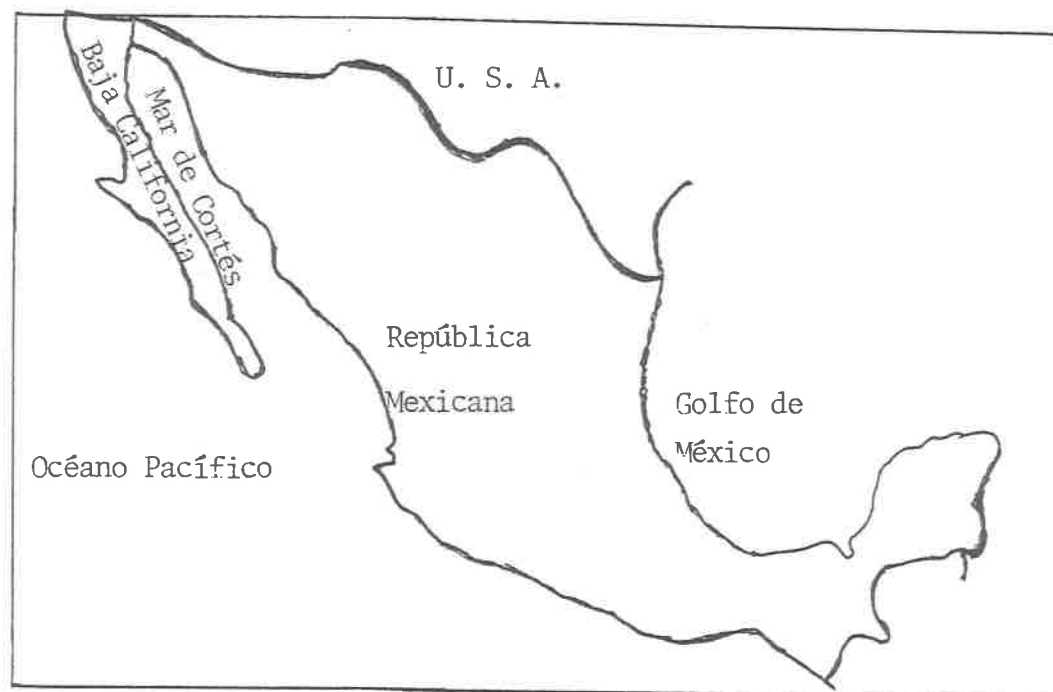 U. S. A.
Baja California
Mar de Cortés
República
Mexicana
Golfo de
México
Océano Pacífico